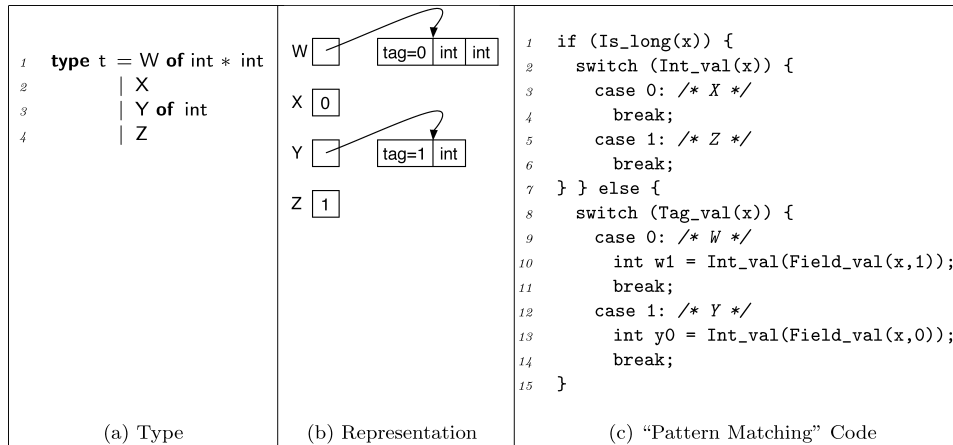 1 type t = W of int * int
2 | X
3 | Y of int
4 | Z
(a) Type
W tag=0 int int
X 0
Y tag=1 int
Z 1
(b) Representation
1 if (Is_long(x)) {
2 switch (Int_val(x)) {
3 case 0: /* X */
4 break;
5 case 1: /* Z */
6 break;
7 } } else {
8 switch (Tag_val(x)) {
9 case 0: /* W */
10 int w1 = Int_val(Field_val(x,1));
11 break;
12 case 1: /* Y */
13 int y0 = Int_val(Field_val(x,0));
14 break;
15 }
(c) “Pattern Matching” Code